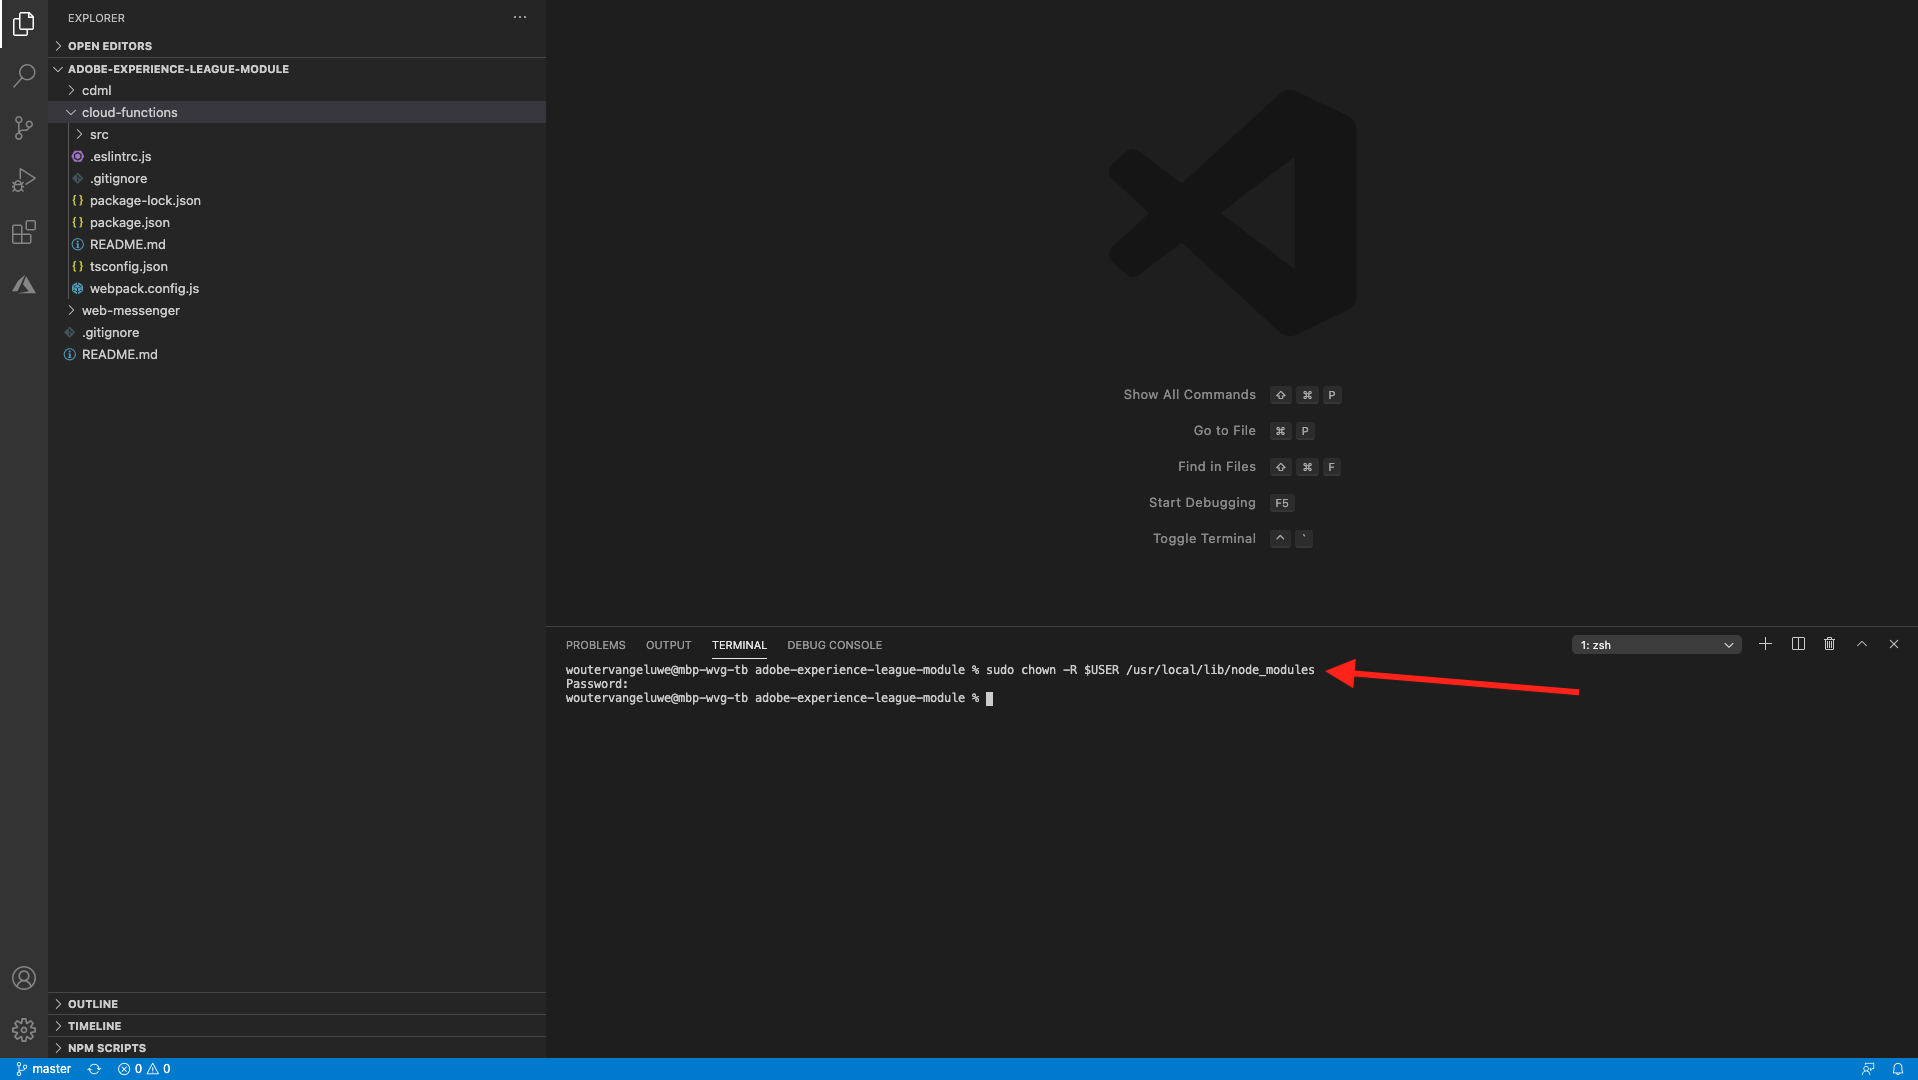 EXPLORER
OPEN EDITORS
ADOBE-EXPERIENCE-LEAGUE-MODULE
cdml
cloud-functions
src
.eslintrc.js
.gitignore
package-lock.json
package.json
README.md
tsconfig.json
webpack.config.js
web-messenger
.gitignore
README.md
OUTLINE
TIMELINE
NPM SCRIPTS
Show All Commands ⇧ ⌘ P
Go to File ⌘ P
Find in Files ⇧ ⌘ F
Start Debugging F5
Toggle Terminal ^ `
PROBLEMS OUTPUT TERMINAL DEBUG CONSOLE 1: zsh
woutervangeluwe@mbp-wvg-tb adobe-experience-league-module % sudo chown -R $USER /usr/local/lib/node_modules
Password:
woutervangeluwe@mbp-wvg-tb adobe-experience-league-module %
master 0 0